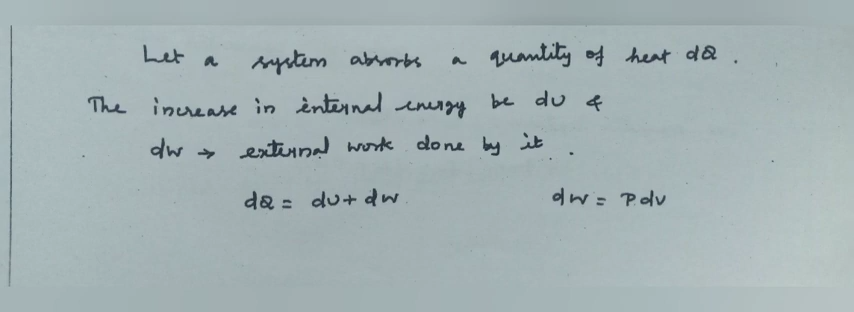 Let a system absorbs a quantity of heat dQ.
The increase in internal energy be dU &
dW → external work done by it.
dQ = dU + dW    dW = P.dV